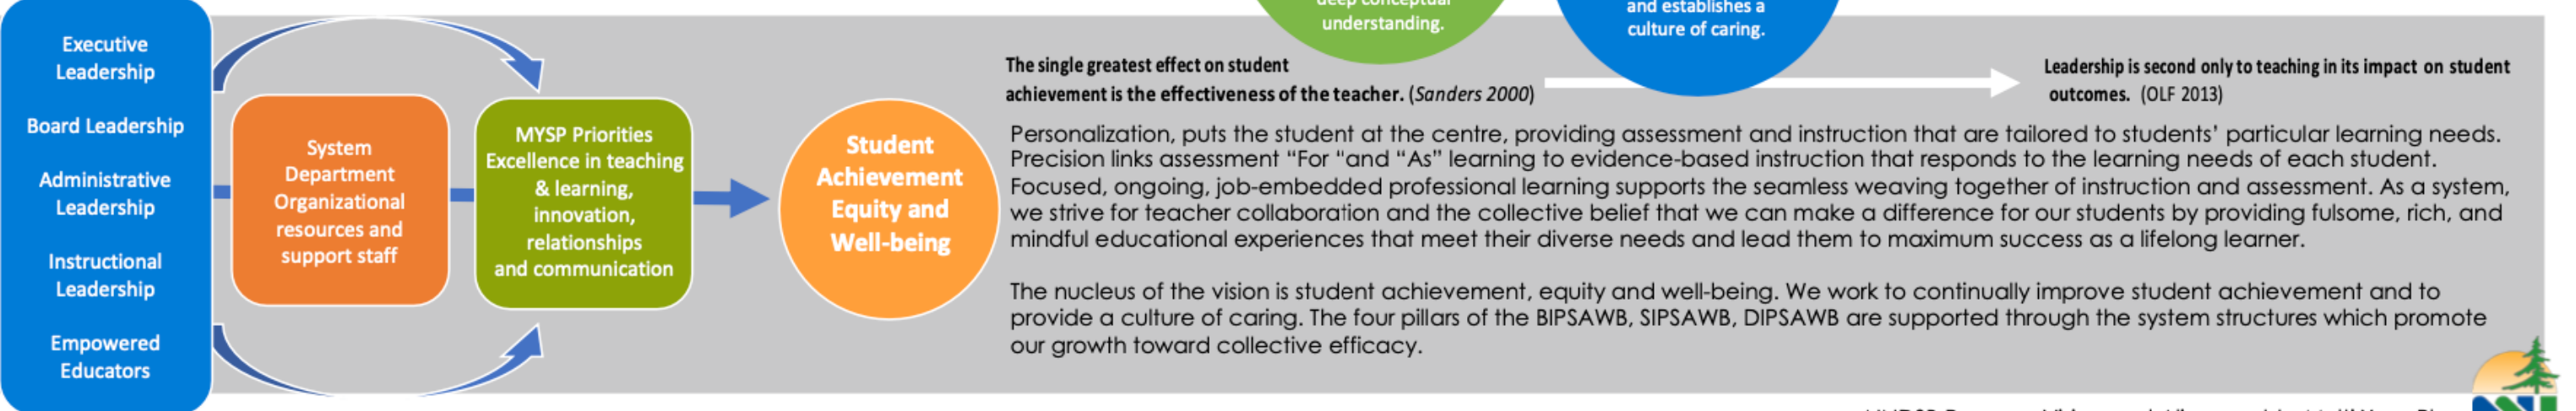 Executive
Leadership
Board Leadership
Administrative
Leadership
Instructional
Leadership
Empowered
Educators
System
Department
Organizational
resources and
support staff
MYSP Priorities
Excellence in teaching
& learning,
innovation,
relationships
and communication
Student
Achievement
Equity and
Well-being
deep conceptual
understanding.
and establishes a
culture of caring.
The single greatest effect on student
achievement is the effectiveness of the teacher. (Sanders 2000)
Leadership is second only to teaching in its impact on student
outcomes. (OLF 2013)
Personalization, puts the student at the centre, providing assessment and instruction that are tailored to students' particular learning needs.
Precision links assessment “For "and “As” learning to evidence-based instruction that responds to the learning needs of each student.
Focused, ongoing, job-embedded professional learning supports the seamless weaving together of instruction and assessment. As a system,
we strive for teacher collaboration and the collective belief that we can make a difference for our students by providing fulsome, rich, and
mindful educational experiences that meet their diverse needs and lead them to maximum success as a lifelong learner.
The nucleus of the vision is student achievement, equity and well-being. We work to continually improve student achievement and to
provide a culture of caring. The four pillars of the BIPSAWB, SIPSAWB, DIPSAWB are supported through the system structures which promote
our growth toward collective efficacy.